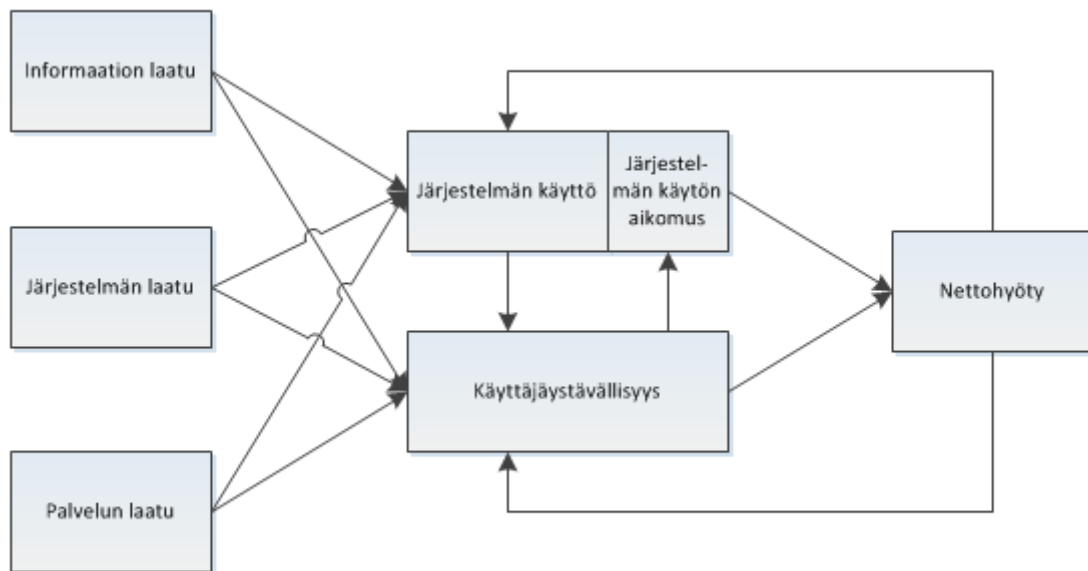 Informaation laatu
Järjestelmän käyttö
Järjestel-
män käytön
aikomus
Järjestelmän laatu
Nettohyöty
Käyttäjäystävällisyys
Palvelun laatu